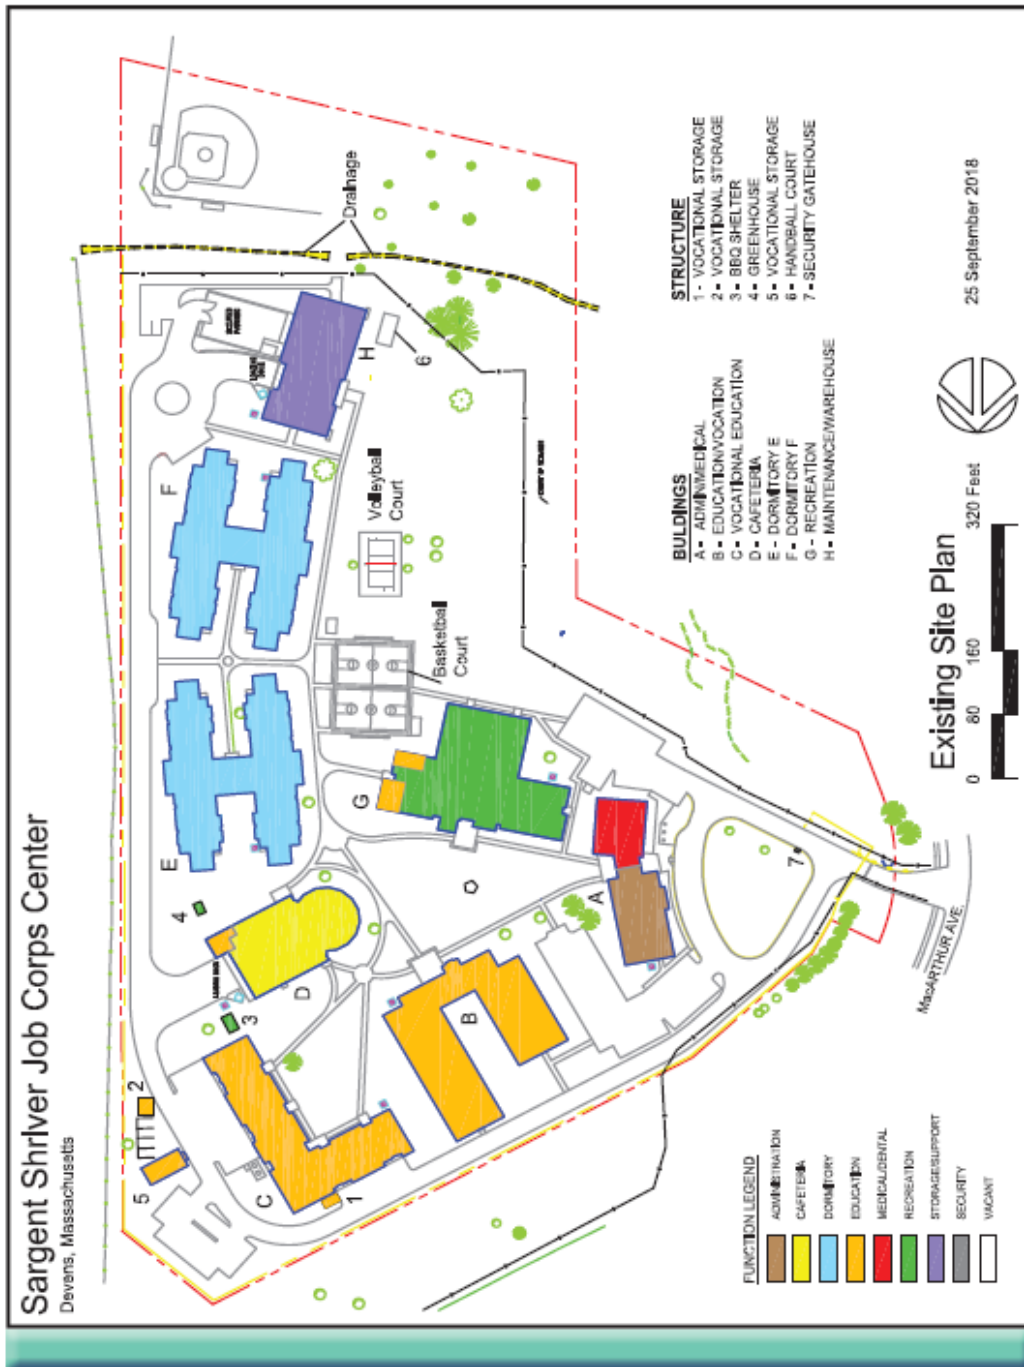 Sargent Shriver Job Corps Center
Devens, Massachusetts
Drainage
F
H
6
Volleyball
Court
Basketball
Court
E
G
4
D
3
2
5
C
1
B
A
7
MacARTHUR AVE.
STRUCTURE
1 - VOCATIONAL STORAGE
2 - VOCATIONAL STORAGE
3 - BBQ SHELTER
4 - GREENHOUSE
5 - VOCATIONAL STORAGE
6 - HANDBALL COURT
7 - SECURITY GATEHOUSE
BUILDINGS
A - ADMIN/MEDICAL
B - EDUCATION/VOCATION
C - VOCATIONAL EDUCATION
D - CAFETERIA
E - DORMITORY E
F - DORMITORY F
G - RECREATION
H - MAINTENANCE/WAREHOUSE
25 September 2018
Existing Site Plan
0 80 160 320 Feet
FUNCTION LEGEND
ADMINISTRATION
CAFETERIA
DORMITORY
EDUCATION
MEDICAL/DENTAL
RECREATION
STORAGE/SUPPORT
SECURITY
VACANT